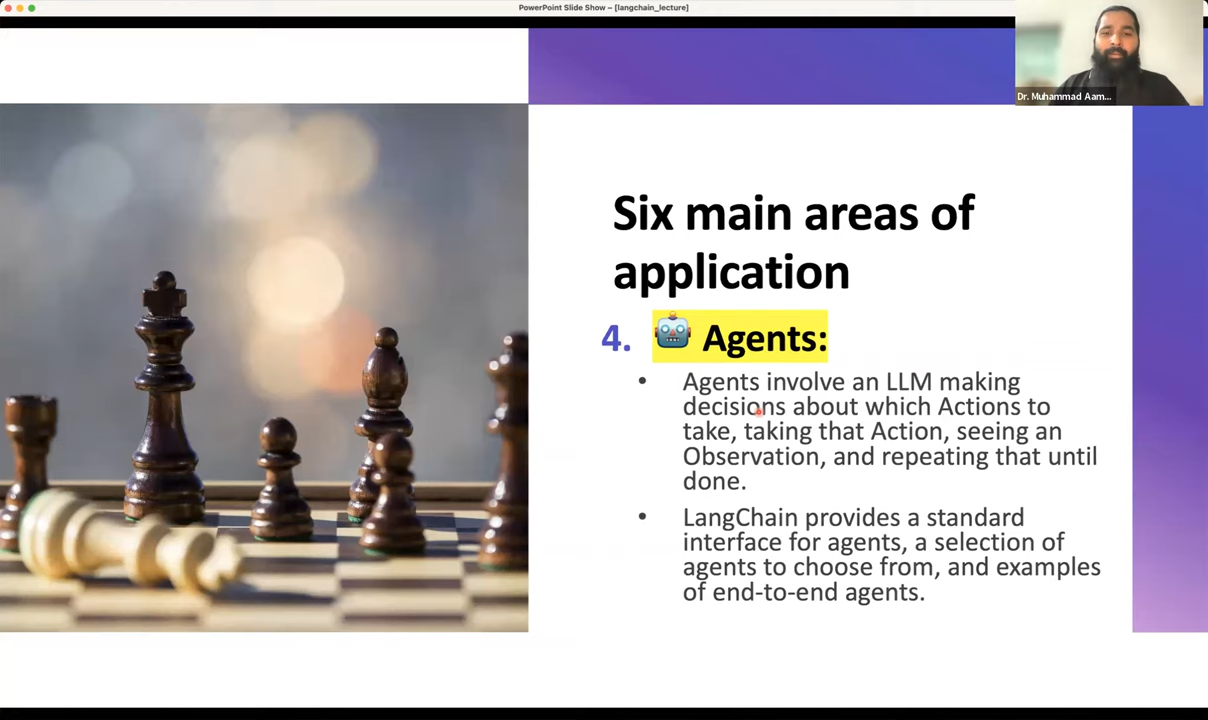 PowerPoint Slide Show – [langchain_lecture]
Dr. Muhammad Aam...
Six main areas of
application
4. 🤖 Agents:
• Agents involve an LLM making
decisions about which Actions to
take, taking that Action, seeing an
Observation, and repeating that until
done.
• LangChain provides a standard
interface for agents, a selection of
agents to choose from, and examples
of end-to-end agents.